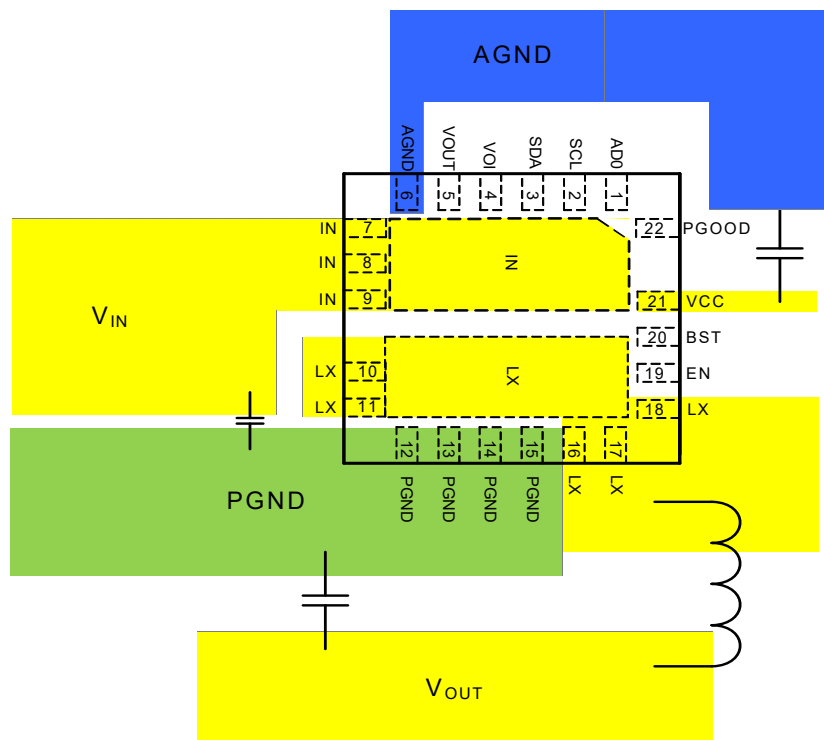 AGND
AGND
VOUT
VOI
SDA
SCL
AD0
6
5
4
3
2
1
IN 7
IN 8
IN 9
IN
22 PGOOD
21 VCC
20 BST
19 EN
18 LX
VIN
LX 10
LX 11
LX
12
13
14
15
16
17
PGND
PGND
PGND
PGND
LX
LX
PGND
VOUT